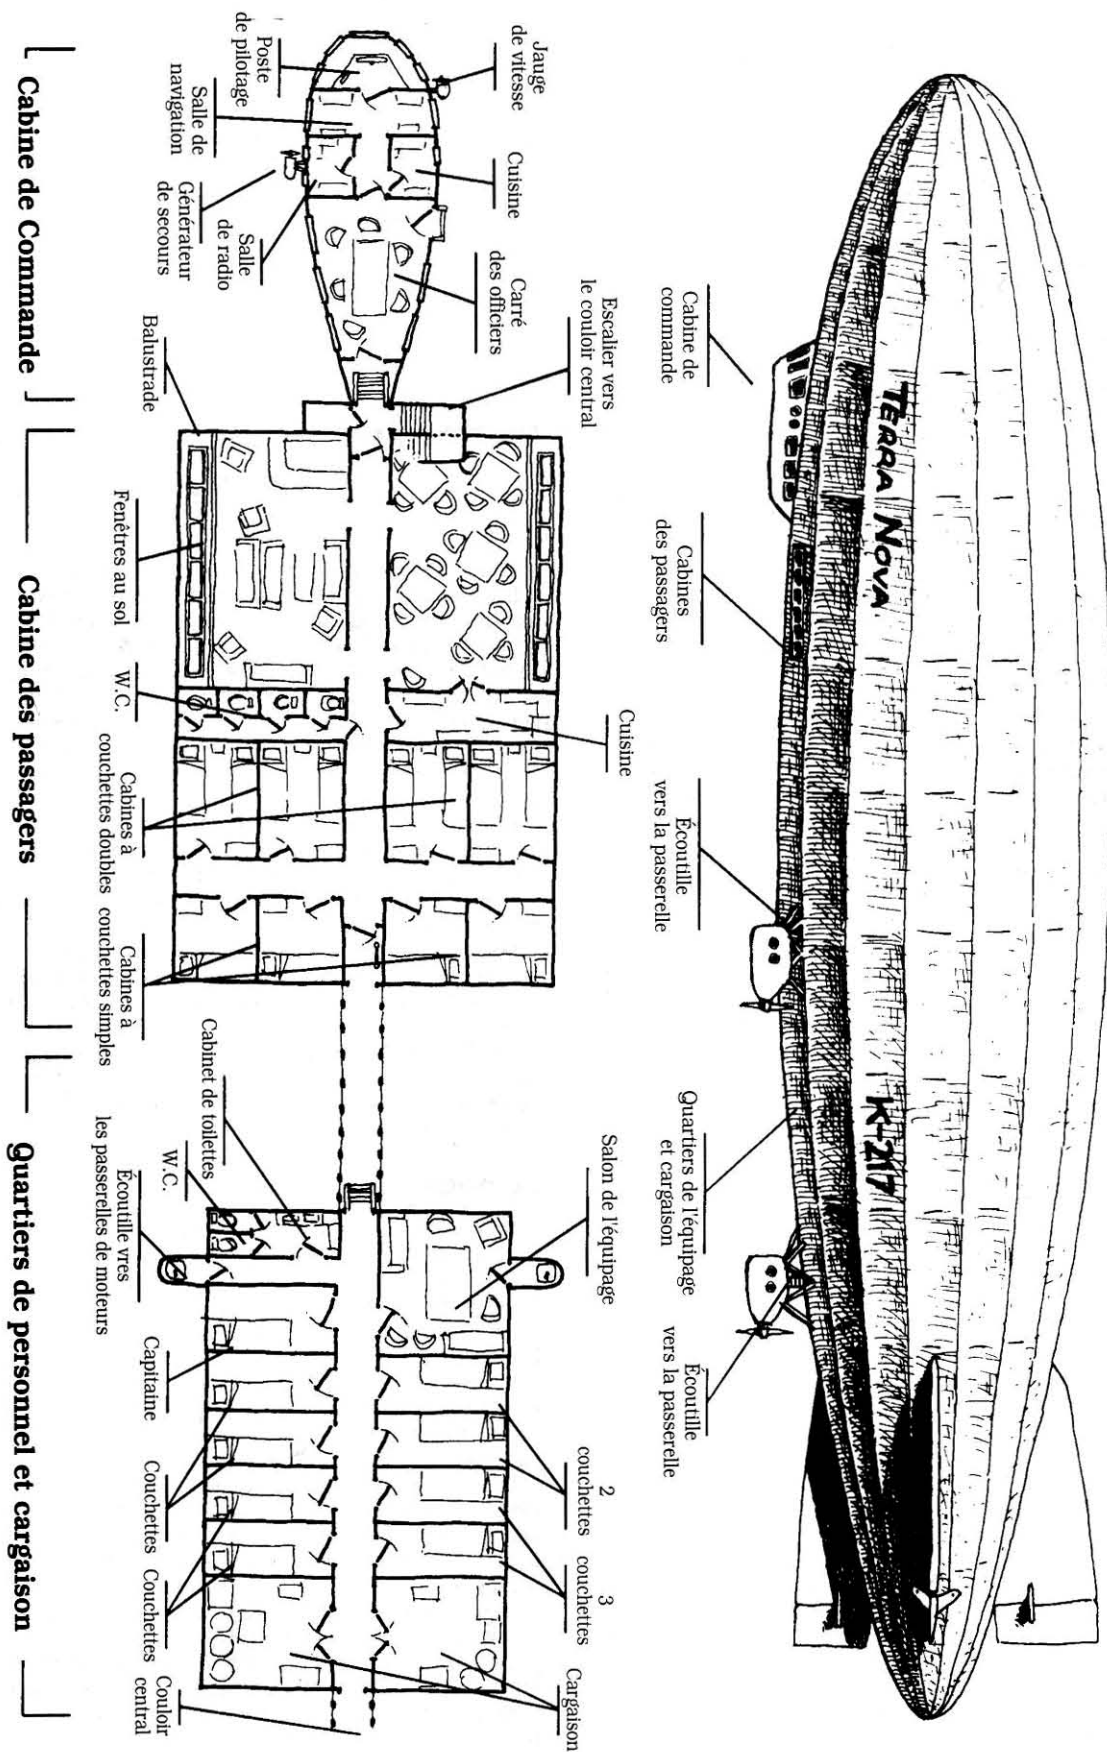 TERRA NOVA
K-217
Cabine de
commande
Cabines
des passagers
Écoutille
vers la passerelle
Quartiers de l'équipage
et cargaison
Écoutille
vers la passerelle
Jauge
de vitesse
Cuisine
Carré
des officiers
Escalier vers
le couloir central
Cuisine
Salon de l'équipage
2
couchettes
3
couchettes
Cargaison
Poste
de pilotage
Salle de
navigation
Générateur
de secours
Salle
de radio
Balustrade
Fenêtres au sol
W.C.
Cabines à
couchettes doubles
Cabines à
couchettes simples
Cabinet de toilettes
W.C.
Écoutille vres
les passerelles de moteurs
Capitaine
Couchettes
Couchettes
Couloir
central
Cabine de Commande
Cabine des passagers
Quartiers de personnel et cargaison